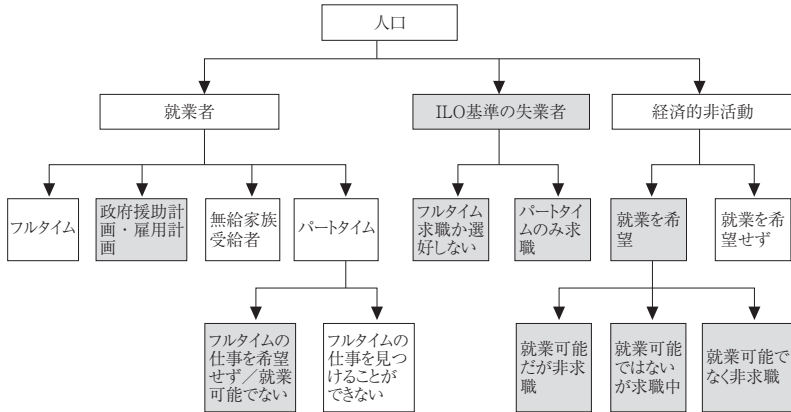 人口
就業者
ILO基準の失業者
経済的非活動
フルタイム
政府援助計
画・雇用計
画
無給家族
受給者
パートタイム
フルタイム
求職か選
好しない
パートタイ
ムのみ求
職
就業を希
望
就業を希
望せず
フルタイムの
仕事を希望
せず／就業
可能でない
フルタイムの
仕事を見つ
けることが
できない
就業可能
だが非求
職
就業可能
ではない
が求職中
就業可能で
なく非求職